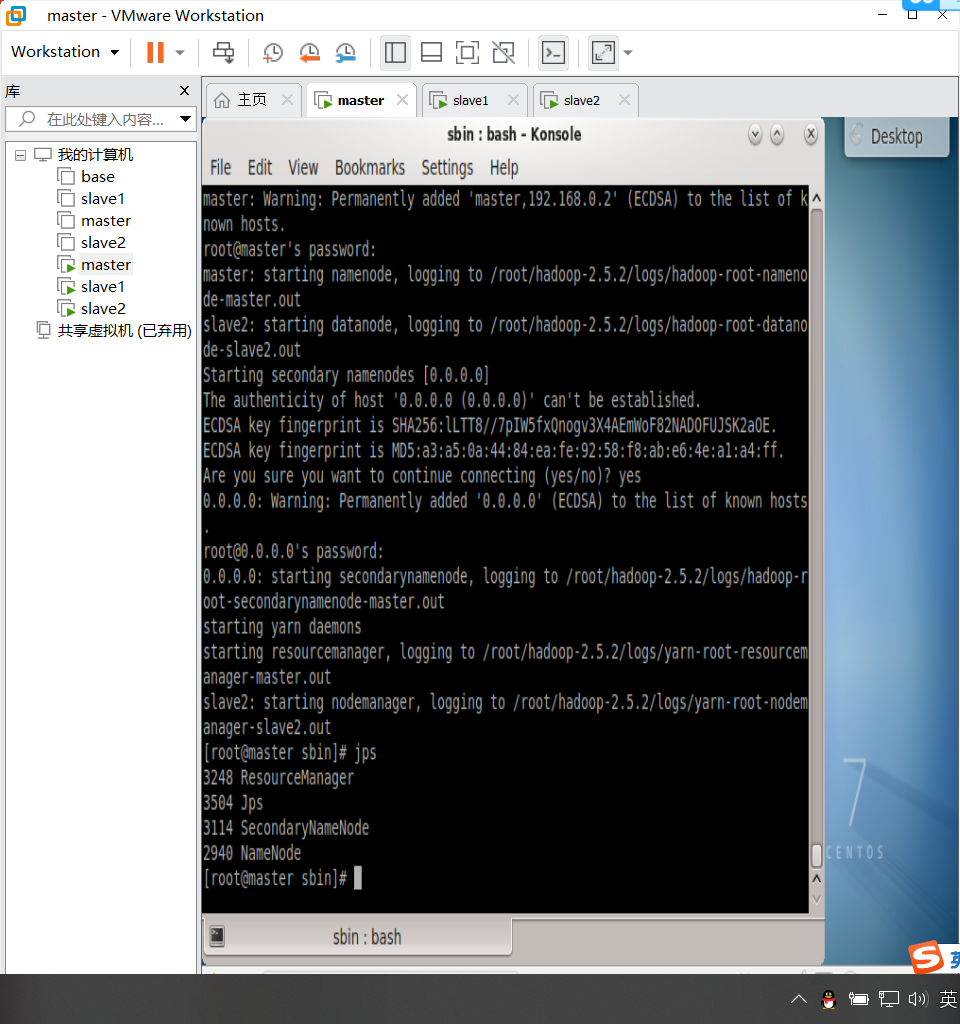 master - VMware Workstation
Workstation
库
在此处键入内容...
我的计算机
base
slave1
master
slave2
master
slave1
slave2
共享虚拟机 (已弃用)
主页
master
slave1
slave2
sbin : bash - Konsole
File Edit View Bookmarks Settings Help
master: Warning: Permanently added 'master,192.168.0.2' (ECDSA) to the list of k
nown hosts.
root@master's password:
master: starting namenode, logging to /root/hadoop-2.5.2/logs/hadoop-root-nameno
de-master.out
slave2: starting datanode, logging to /root/hadoop-2.5.2/logs/hadoop-root-datano
de-slave2.out
Starting secondary namenodes [0.0.0.0]
The authenticity of host '0.0.0.0 (0.0.0.0)' can't be established.
ECDSA key fingerprint is SHA256:lLTT8//7pIW5fxQnogv3X4AEmWoF82NADOFUJSK2aOE.
ECDSA key fingerprint is MD5:a3:a5:0a:44:84:ea:fe:92:58:f8:ab:e6:4e:a1:a4:ff.
Are you sure you want to continue connecting (yes/no)? yes
0.0.0.0: Warning: Permanently added '0.0.0.0' (ECDSA) to the list of known hosts
.
root@0.0.0.0's password:
0.0.0.0: starting secondarynamenode, logging to /root/hadoop-2.5.2/logs/hadoop-r
oot-secondarynamenode-master.out
starting yarn daemons
starting resourcemanager, logging to /root/hadoop-2.5.2/logs/yarn-root-resourcem
anager-master.out
slave2: starting nodemanager, logging to /root/hadoop-2.5.2/logs/yarn-root-nodem
anager-slave2.out
[root@master sbin]# jps
3248 ResourceManager
3504 Jps
3114 SecondaryNameNode
2940 NameNode
[root@master sbin]#
sbin : bash
Desktop
7
CENTOS
英
英